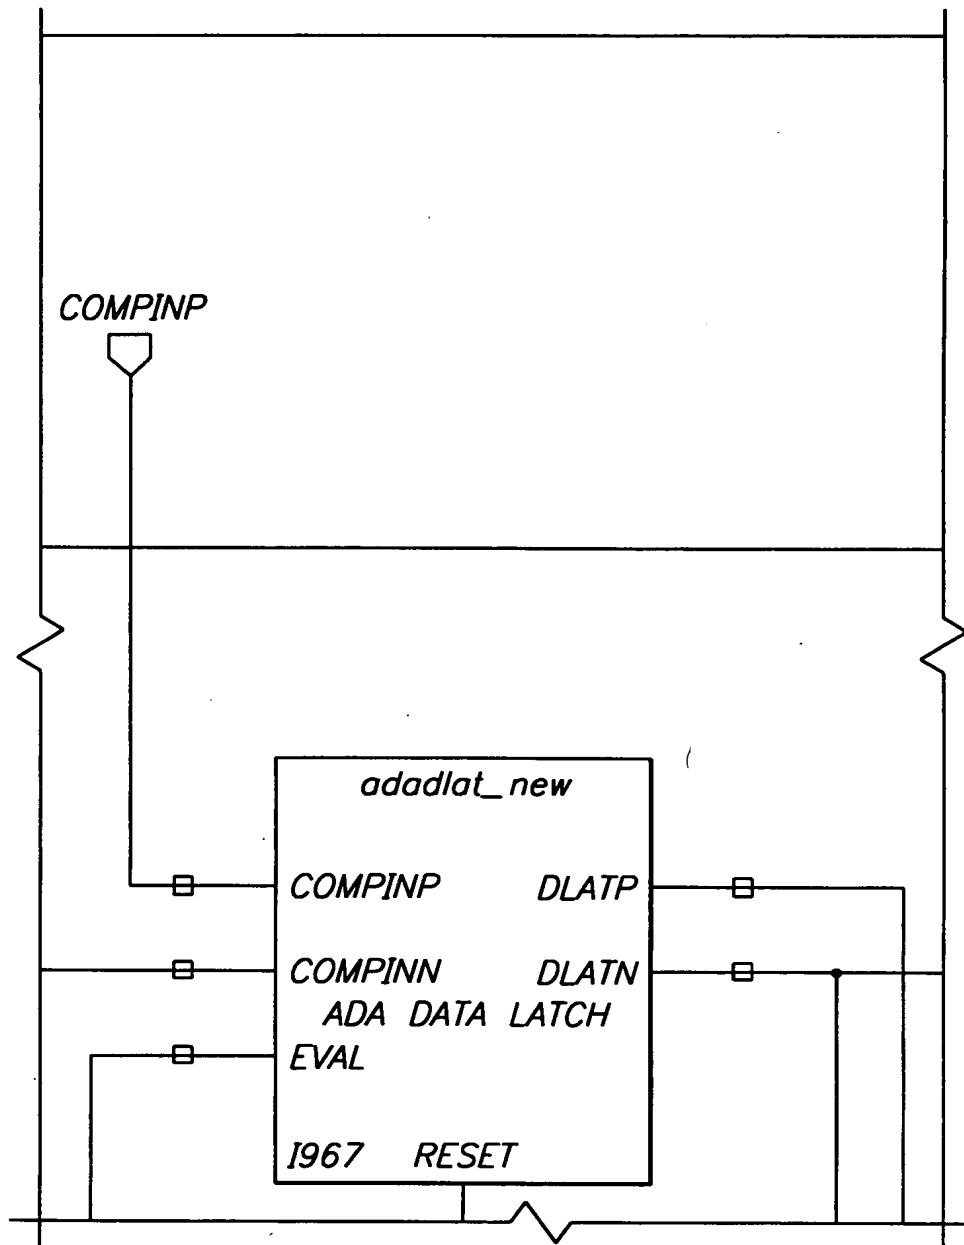 COMPINP
adadlat_new
COMPINP DLATP
COMPINN DLATN
ADA DATA LATCH
EVAL
I967 RESET